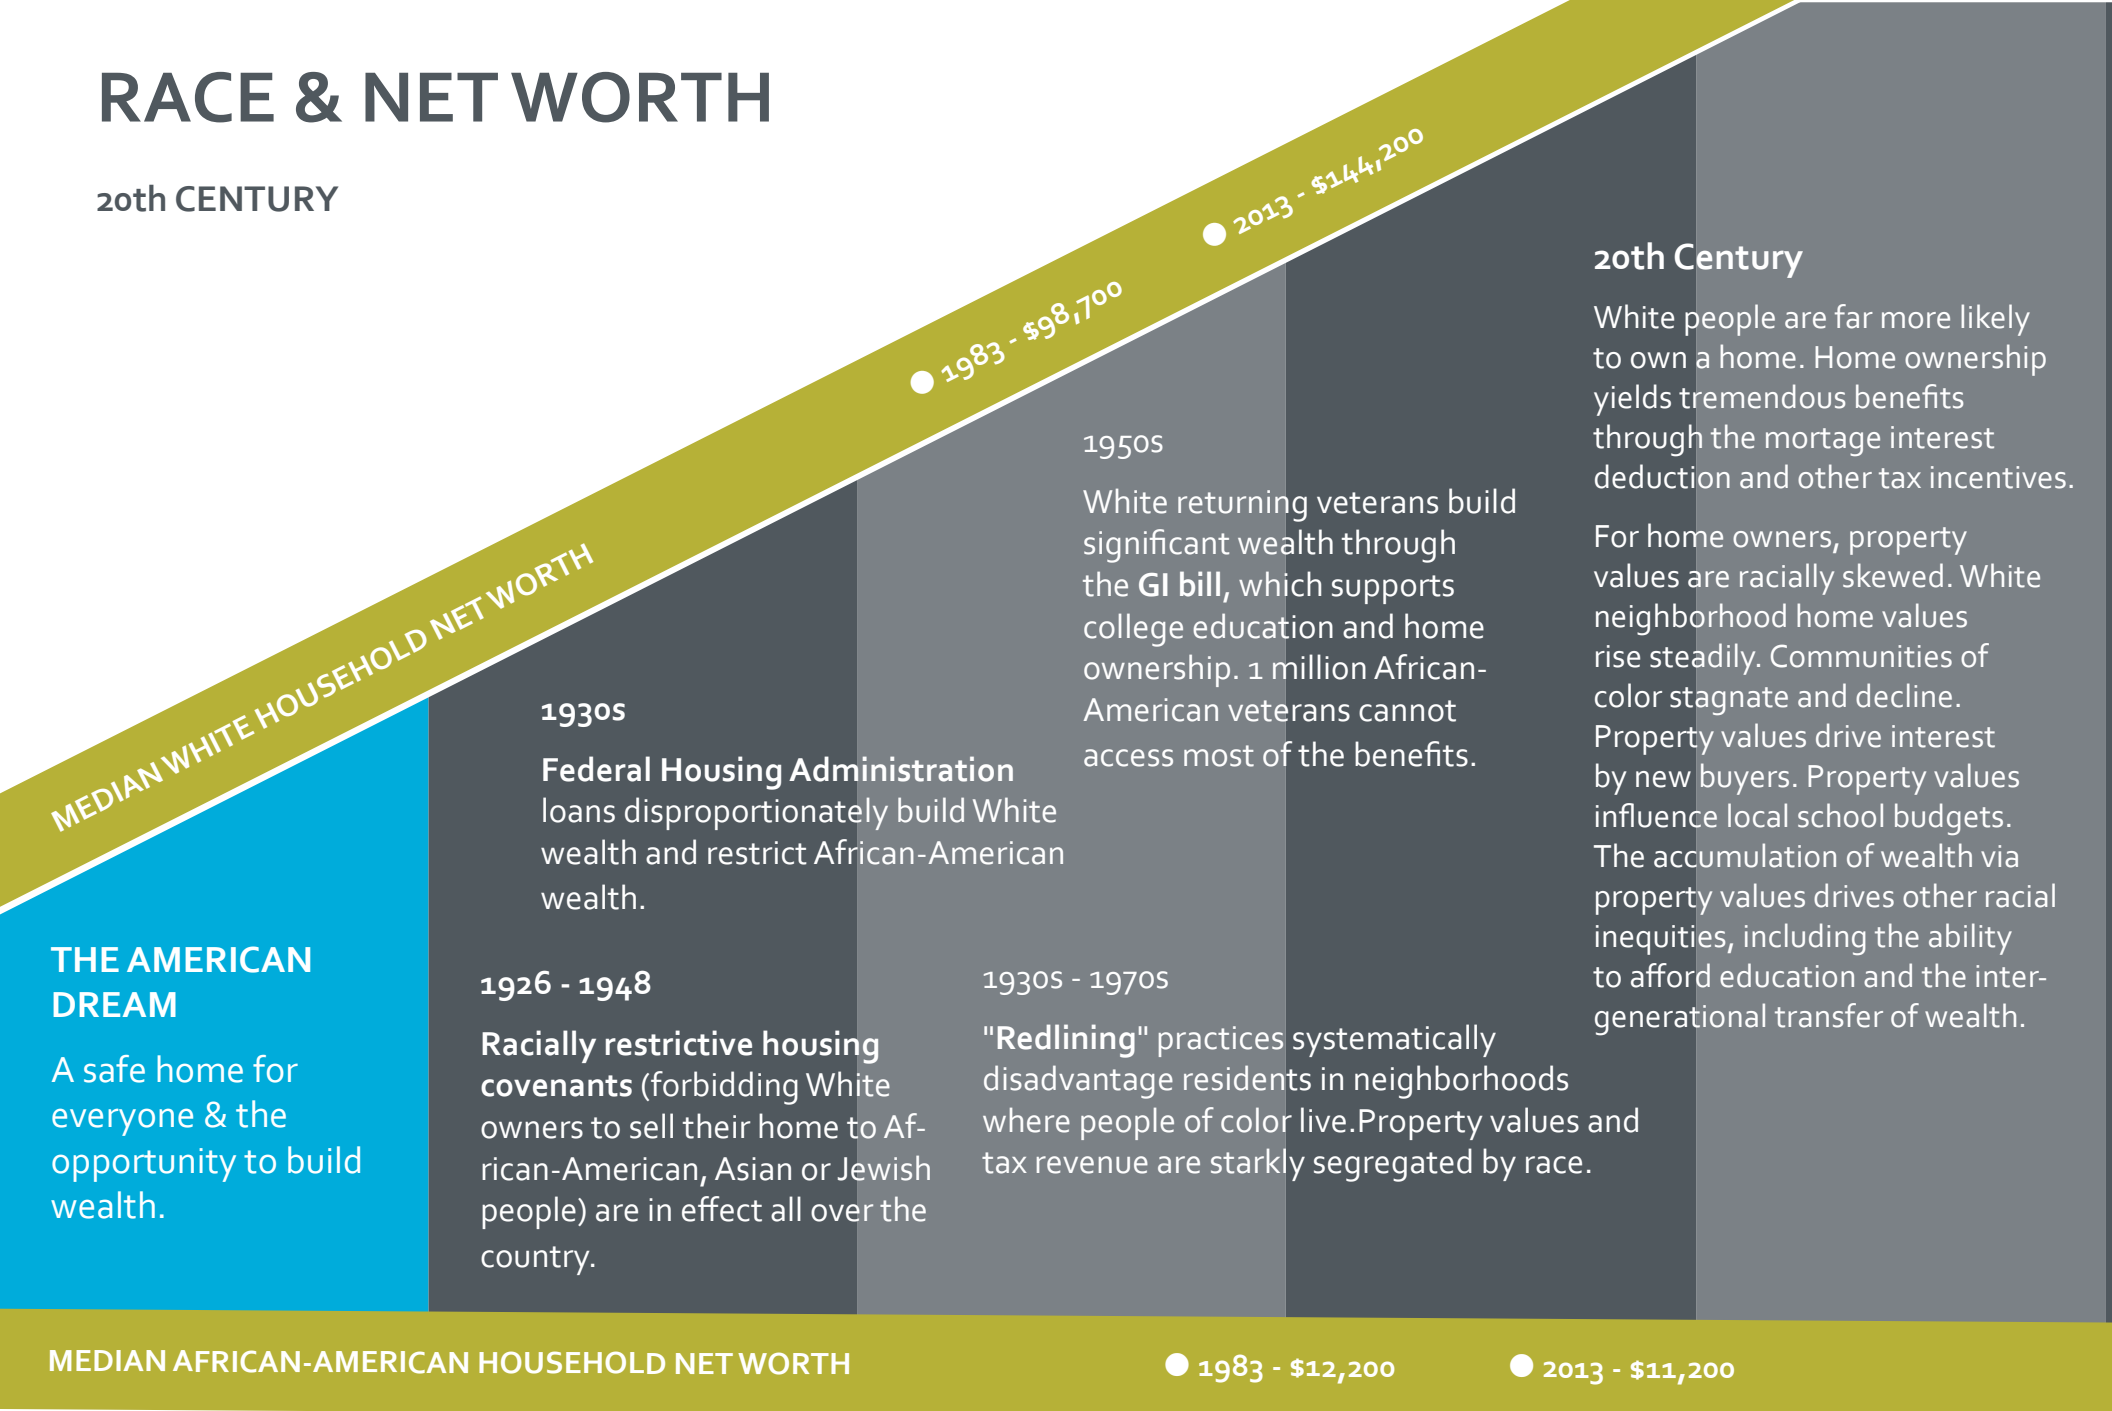 RACE & NET WORTH
20th CENTURY
MEDIAN WHITE HOUSEHOLD NET WORTH
1983 - $98,700
2013 - $144,200
THE AMERICAN
DREAM
A safe home for
everyone & the
opportunity to build
wealth.
1926 - 1948
Racially restrictive housing
covenants (forbidding White
owners to sell their home to Af-
rican-American, Asian or Jewish
people) are in effect all over the
country.
1930s
Federal Housing Administration
loans disproportionately build White
wealth and restrict African-American
wealth.
1930s - 1970s
"Redlining" practices systematically
disadvantage residents in neighborhoods
where people of color live.Property values and
tax revenue are starkly segregated by race.
1950s
White returning veterans build
significant wealth through
the GI bill, which supports
college education and home
ownership. 1 million African-
American veterans cannot
access most of the benefits.
20th Century
White people are far more likely
to own a home. Home ownership
yields tremendous benefits
through the mortage interest
deduction and other tax incentives.
For home owners, property
values are racially skewed. White
neighborhood home values
rise steadily. Communities of
color stagnate and decline.
Property values drive interest
by new buyers. Property values
influence local school budgets.
The accumulation of wealth via
property values drives other racial
inequities, including the ability
to afford education and the inter-
generational transfer of wealth.
MEDIAN AFRICAN-AMERICAN HOUSEHOLD NET WORTH
1983 - $12,200
2013 - $11,200